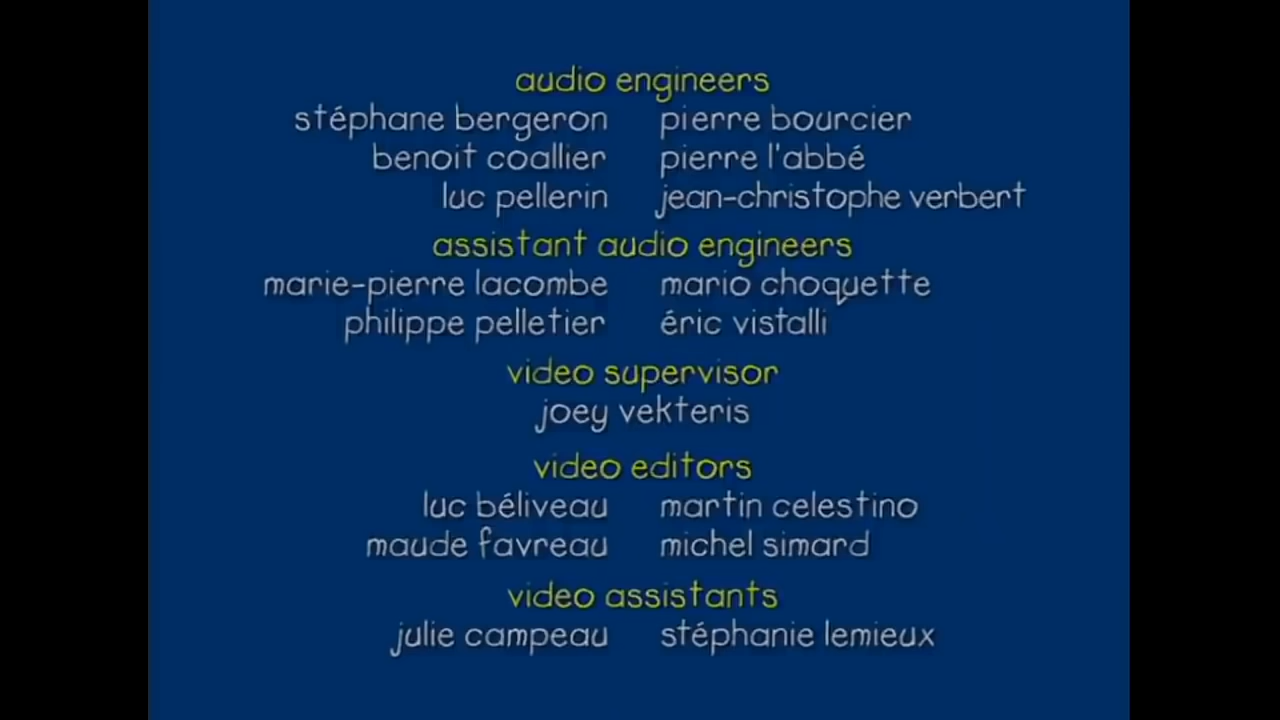 audio engineers
stéphane bergeron pierre bourcier
benoit coallier pierre l'abbé
luc pellerin jean-christophe verbert
assistant audio engineers
marie-pierre lacombe mario choquette
philippe pelletier éric vistalli
video supervisor
joey vekteris
video editors
luc béliveau martin celestino
maude favreau michel simard
video assistants
julie campeau stéphanie lemieux